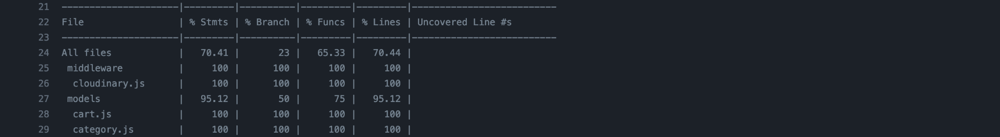 21 ---------------------|---------|----------|---------|---------|--------------------------
22 File                 | % Stmts | % Branch | % Funcs | % Lines | Uncovered Line #s
23 ---------------------|---------|----------|---------|---------|--------------------------
24 All files            |   70.41 |       23 |   65.33 |   70.44 |
25  middleware          |     100 |      100 |     100 |     100 |
26   cloudinary.js      |     100 |      100 |     100 |     100 |
27  models              |   95.12 |       50 |      75 |   95.12 |
28   cart.js            |     100 |      100 |     100 |     100 |
29   category.js        |     100 |      100 |     100 |     100 |